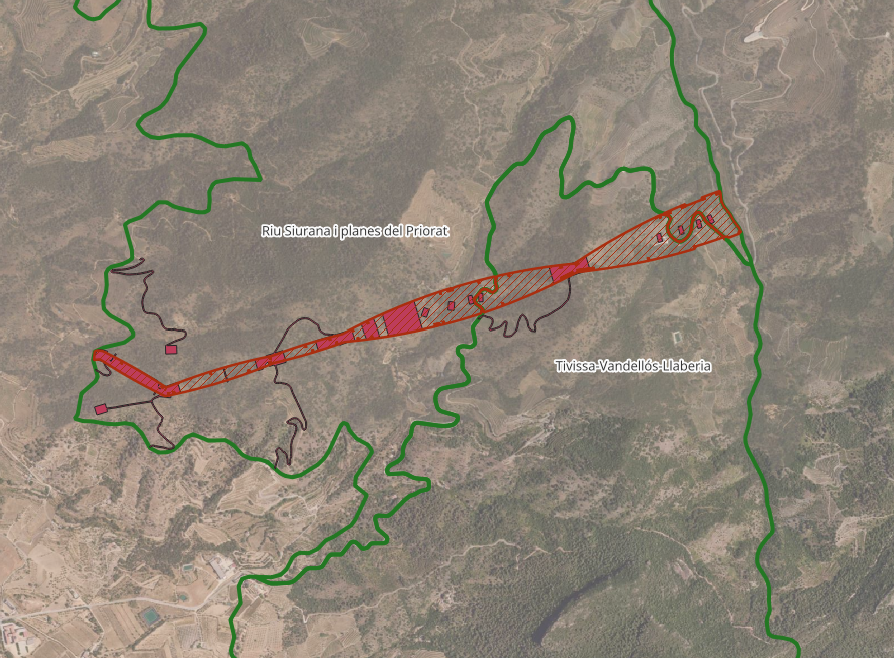 Riu Siurana i planes del Priorat
Tivissa-Vandellós-Llaberia